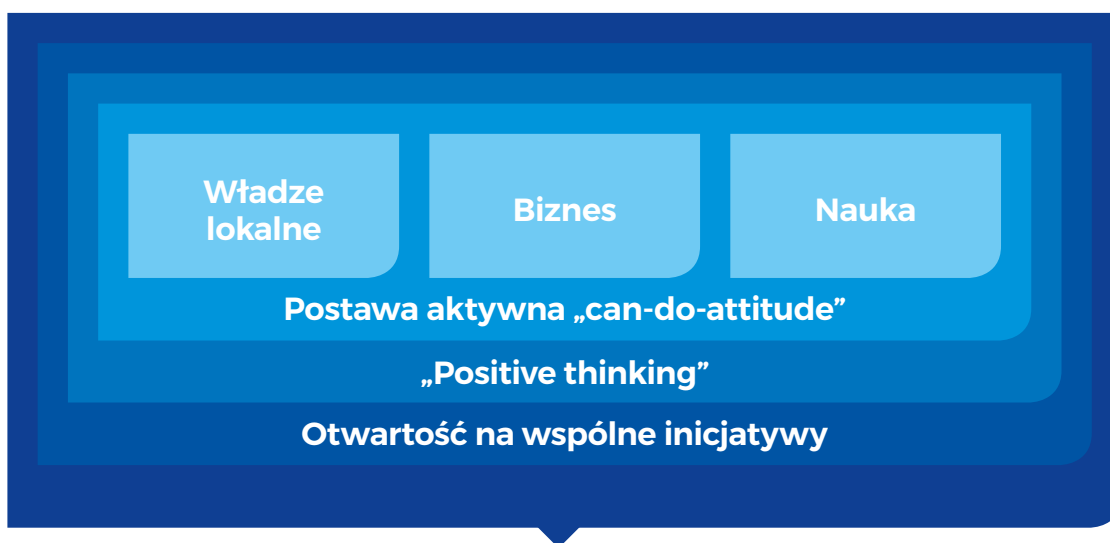 Władze
lokalne
Biznes
Nauka
Postawa aktywna „can-do-attitude”
„Positive thinking”
Otwartość na wspólne inicjatywy